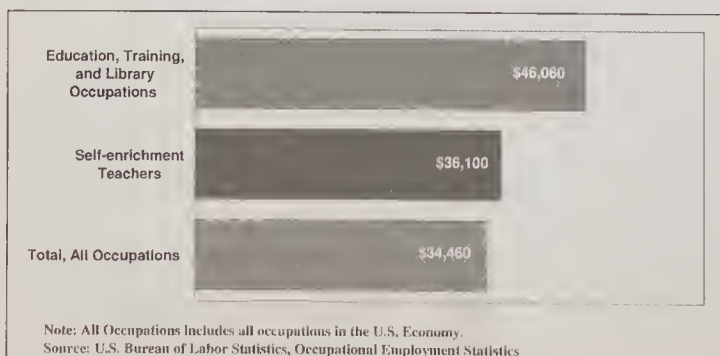 Education, Training,
and Library
Occupations
$46,060
Self-enrichment
Teachers
$36,100
Total, All Occupations
$34,460
Note: All Occupations Includes all occupations in the U.S. Economy.
Source: U.S. Bureau of Labor Statistics, Occupational Employment Statistics